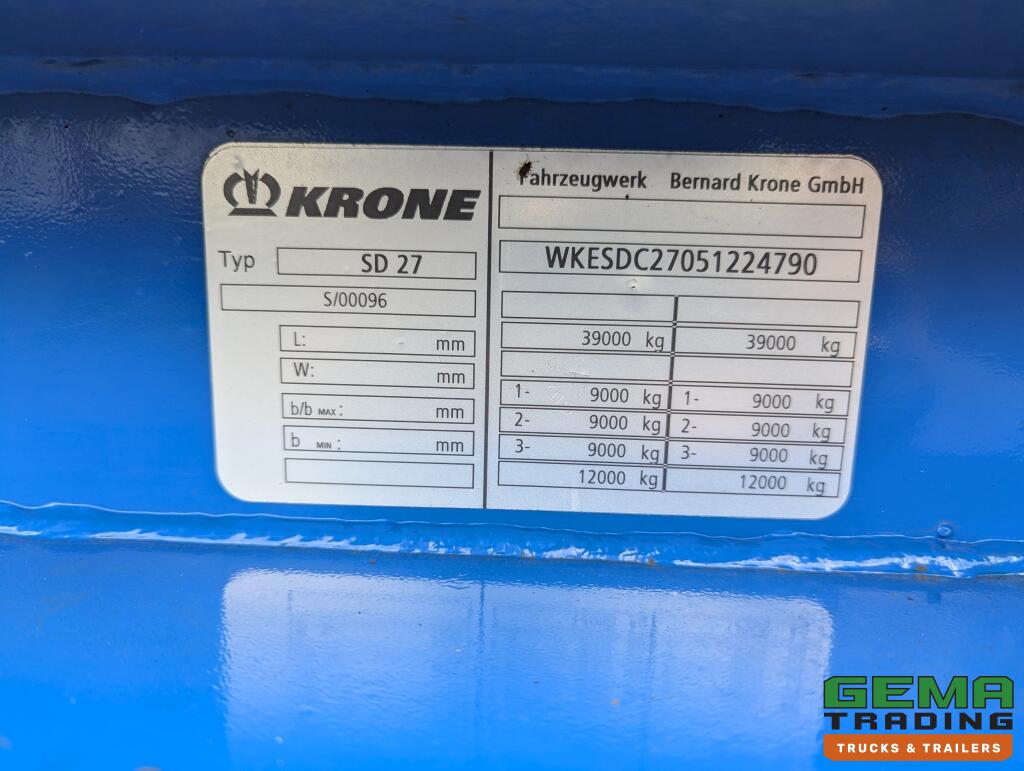 KRONE
Fahrzeugwerk Bernard Krone GmbH
Typ SD 27
WKESDC27051224790
S/00096
L: mm
39000 kg 39000 kg
W: mm
b/b MAX: mm
1- 9000 kg 1- 9000 kg
2- 9000 kg 2- 9000 kg
b MIN: mm
3- 9000 kg 3- 9000 kg
12000 kg 12000 kg
GEMA
TRADING
TRUCKS & TRAILERS